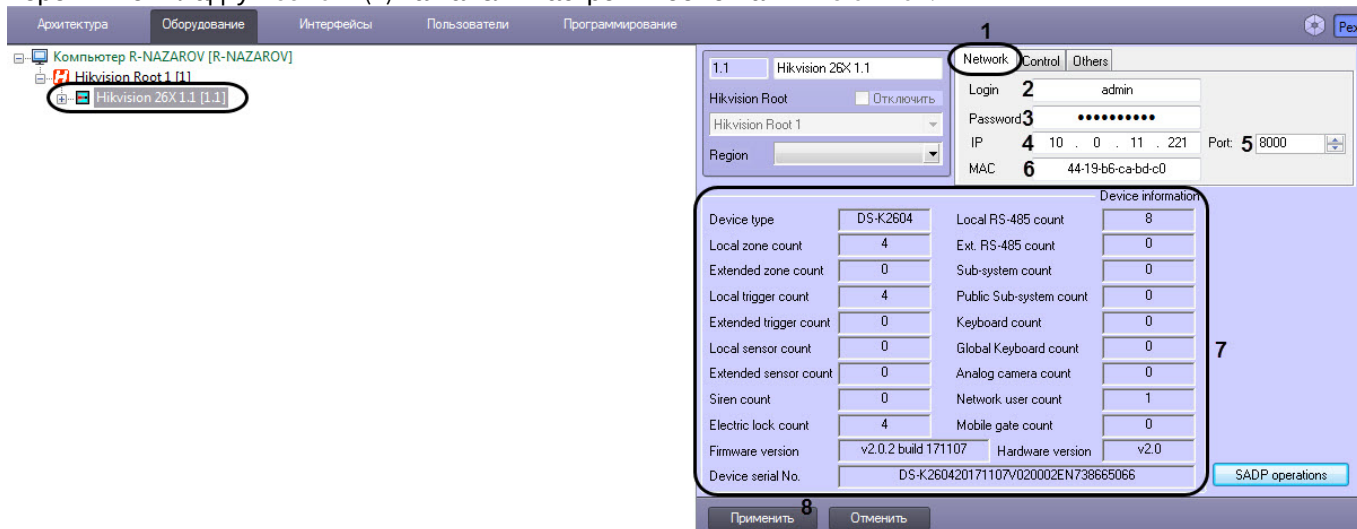 Архитектура Оборудование Интерфейсы Пользователи Программирование
Компьютер R-NAZAROV [R-NAZAROV]
Hikvision Root 1 [1]
Hikvision 26X 1.1 [1.1]
1.1 Hikvision 26X 1.1
Hikvision Root Отключить
Hikvision Root 1
Region
1
Network Control Others
Login 2 admin
Password 3 ••••••••••
IP 4 10 . 0 . 11 . 221 Port: 5 8000
MAC 6 44-19-b6-ca-bd-c0
Device information
Device type DS-K2604 Local RS-485 count 8
Local zone count 4 Ext. RS-485 count 0
Extended zone count 0 Sub-system count 0
Local trigger count 4 Public Sub-system count 0
Extended trigger count 0 Keyboard count 0
Local sensor count 0 Global Keyboard count 0 7
Extended sensor count 0 Analog camera count 0
Siren count 0 Network user count 1
Electric lock count 4 Mobile gate count 0
Firmware version v2.0.2 build 171107 Hardware version v2.0
Device serial No. DS-K260420171107V020002EN738665066 SADP operations
Применить 8 Отменить